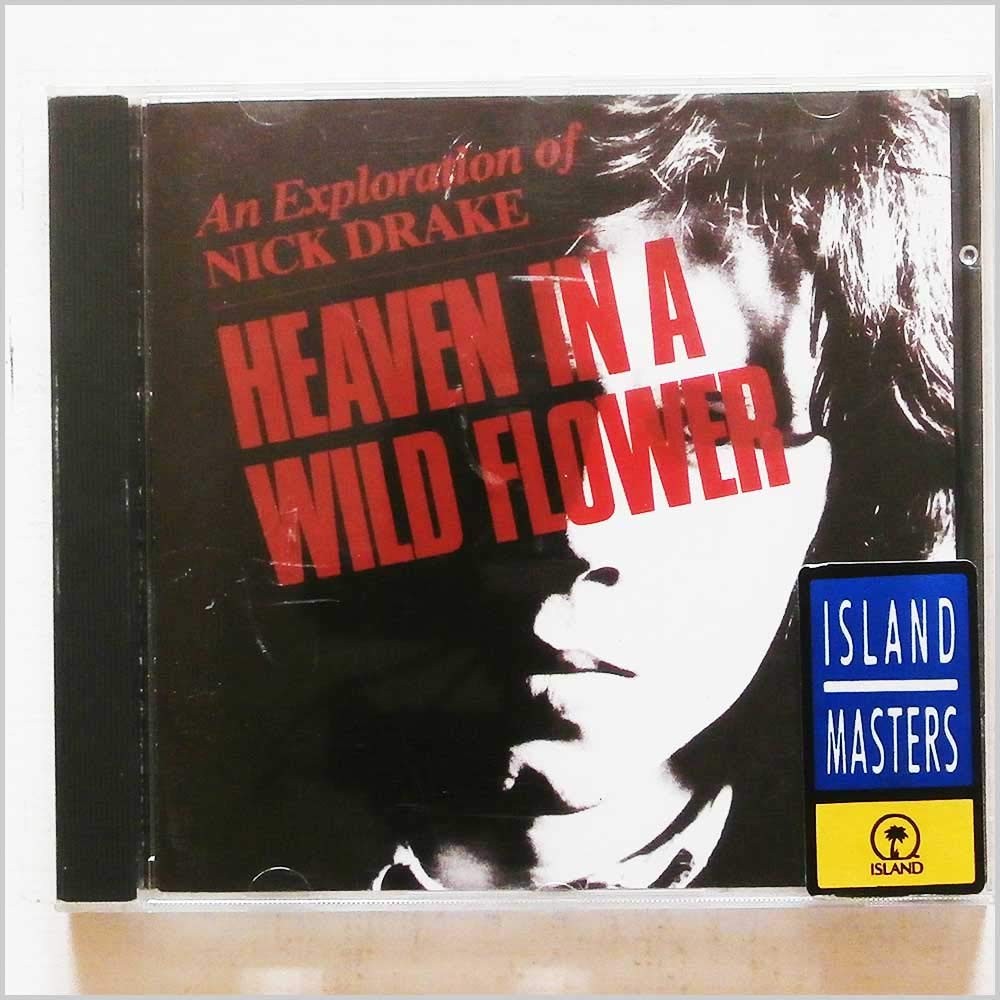 An Exploration of
NICK DRAKE
HEAVEN IN A
WILD FLOWER
ISLAND
MASTERS
ISLAND